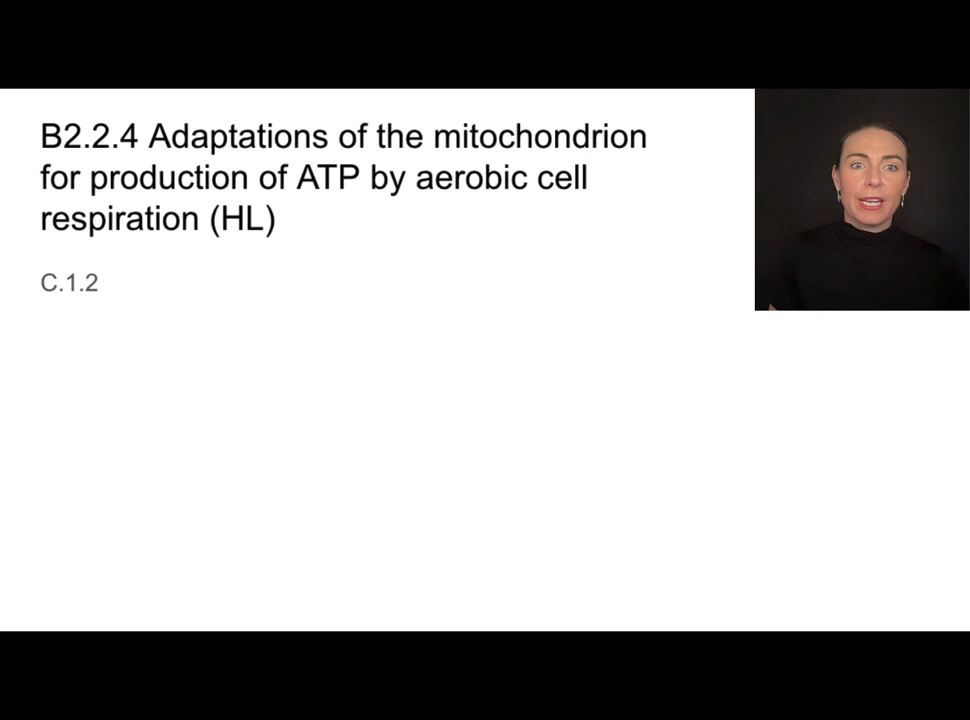 B2.2.4 Adaptations of the mitochondrion
for production of ATP by aerobic cell
respiration (HL)
C.1.2